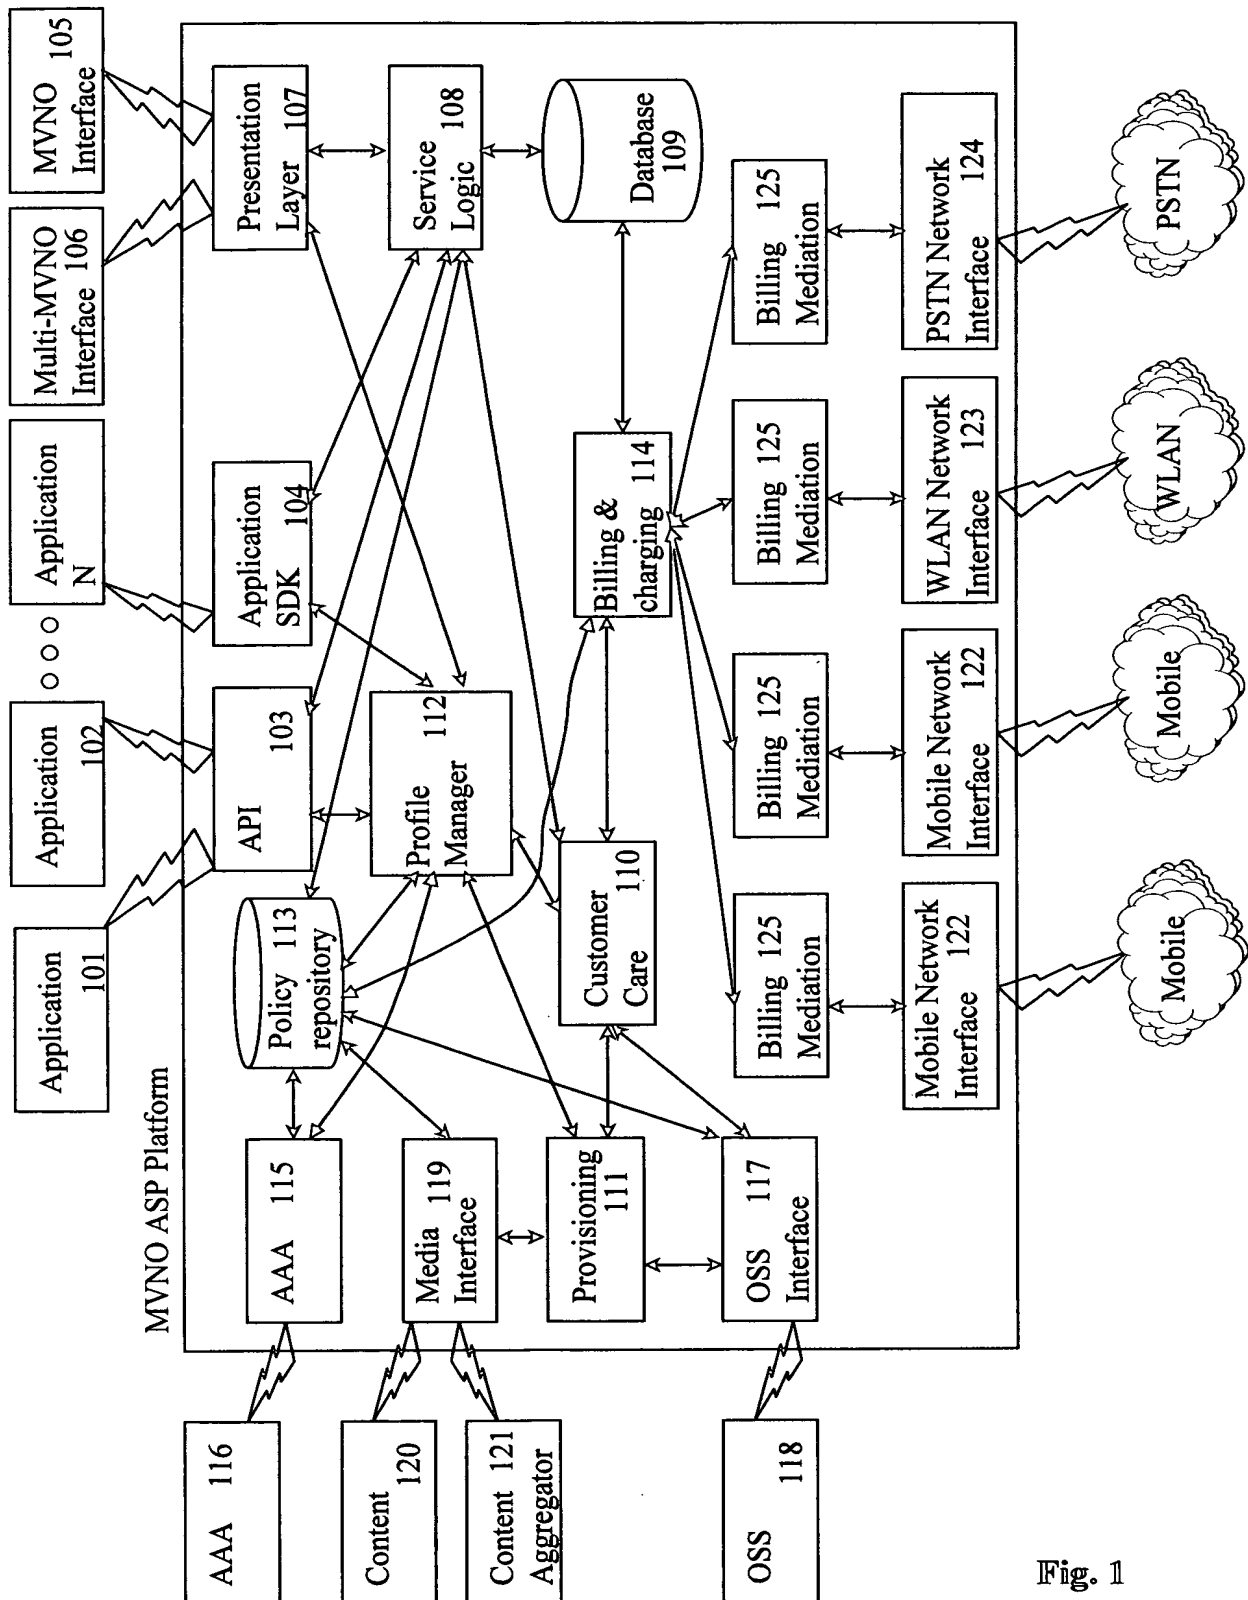 Application
101
Application
102
Application
N
Multi-MVNO
Interface 106
MVNO 105
Interface
MVNO ASP Platform
AAA 116
AAA 115
Policy
113
repository
API 103
Application
SDK 104
Presentation
Layer 107
Content
120
Content 121
Aggregator
Media
119
Interface
Profile 112
Manager
Service
Logic 108
Provisioning
111
Customer
Care 110
Billing &
charging 114
Database
109
OSS 118
OSS 117
Interface
Billing 125
Mediation
Billing 125
Mediation
Billing 125
Mediation
Billing 125
Mediation
Mobile Network
Interface 122
Mobile Network
Interface 122
WLAN Network
Interface 123
PSTN Network
Interface 124
Mobile
Mobile
WLAN
PSTN
Fig. 1